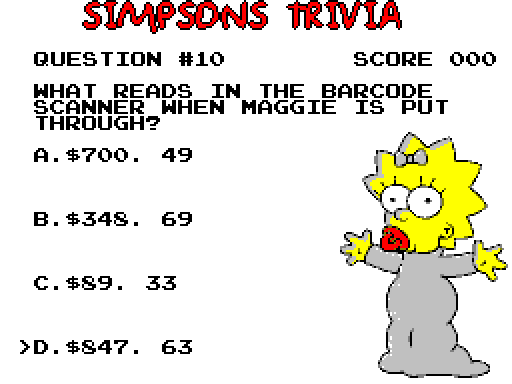 SIMPSONS TRIVIA
QUESTION #10 SCORE 000
WHAT READS IN THE BARCODE
SCANNER WHEN MAGGIE IS PUT
THROUGH?
A.$700. 49
B.$348. 69
C.$89. 33
>D.$847. 63